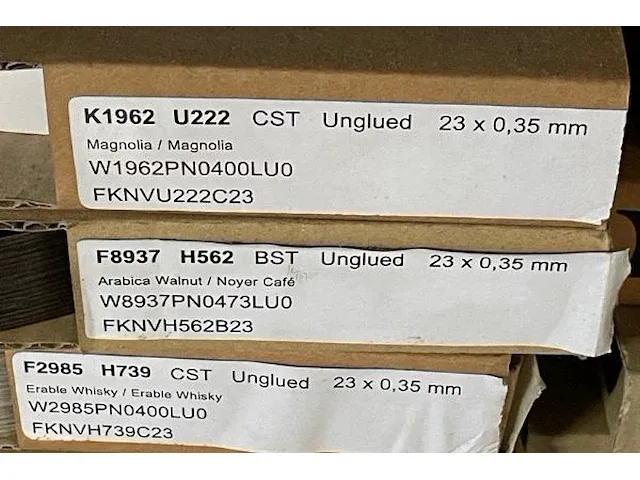 K1962 U222 CST Unglued 23 x 0,35 mm
Magnolia / Magnolia
W1962PN0400LU0
FKNVU222C23
F8937 H562 BST Unglued 23 x 0,35 mm
Arabica Walnut / Noyer Café
W8937PN0473LU0
FKNVH562B23
F2985 H739 CST Unglued 23 x 0,35 mm
Erable Whisky / Erable Whisky
W2985PN0400LU0
FKNVH739C23